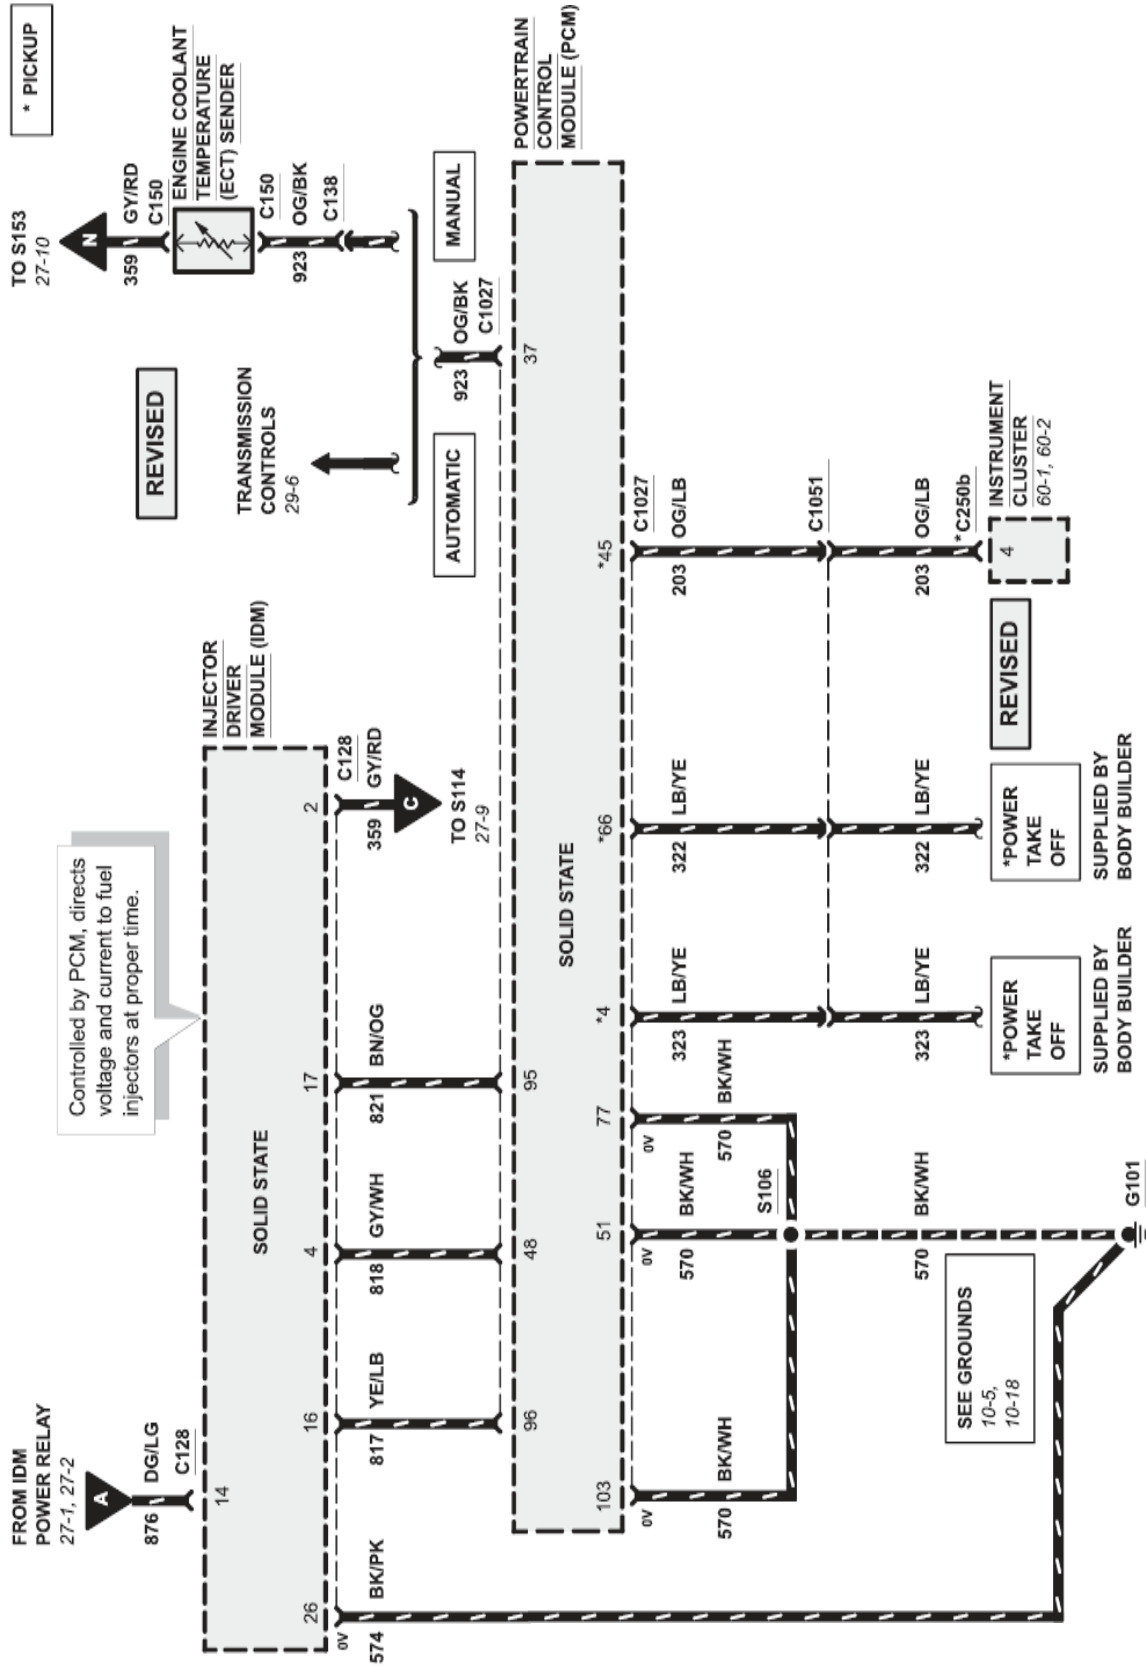 FROM IDM
POWER RELAY
27-1, 27-2
A
876
DG/LG
C128
14
Controlled by PCM, directs
voltage and current to fuel
injectors at proper time.
INJECTOR
DRIVER
MODULE (IDM)
SOLID STATE
26
16
4
17
2
0V
574
BK/PK
817
YE/LB
818
GY/WH
821
BN/OG
C128
359
GY/RD
C
TO S114
27-9
REVISED
TRANSMISSION
CONTROLS
29-6
AUTOMATIC
MANUAL
* PICKUP
TO S153
27-10
N
359
GY/RD
C150
ENGINE COOLANT
TEMPERATURE
(ECT) SENDER
C150
923
OG/BK
C138
923
OG/BK
C1027
POWERTRAIN
CONTROL
MODULE (PCM)
96
48
95
37
SOLID STATE
103
51
77
*4
*66
*45
0V
570
BK/WH
0V
570
BK/WH
0V
570
BK/WH
S106
570
BK/WH
G101
SEE GROUNDS
10-5,
10-18
323
LB/YE
323
LB/YE
*POWER
TAKE
OFF
SUPPLIED BY
BODY BUILDER
322
LB/YE
322
LB/YE
*POWER
TAKE
OFF
SUPPLIED BY
BODY BUILDER
REVISED
C1027
203
OG/LB
C1051
203
OG/LB
*C250b
4
INSTRUMENT
CLUSTER
60-1, 60-2